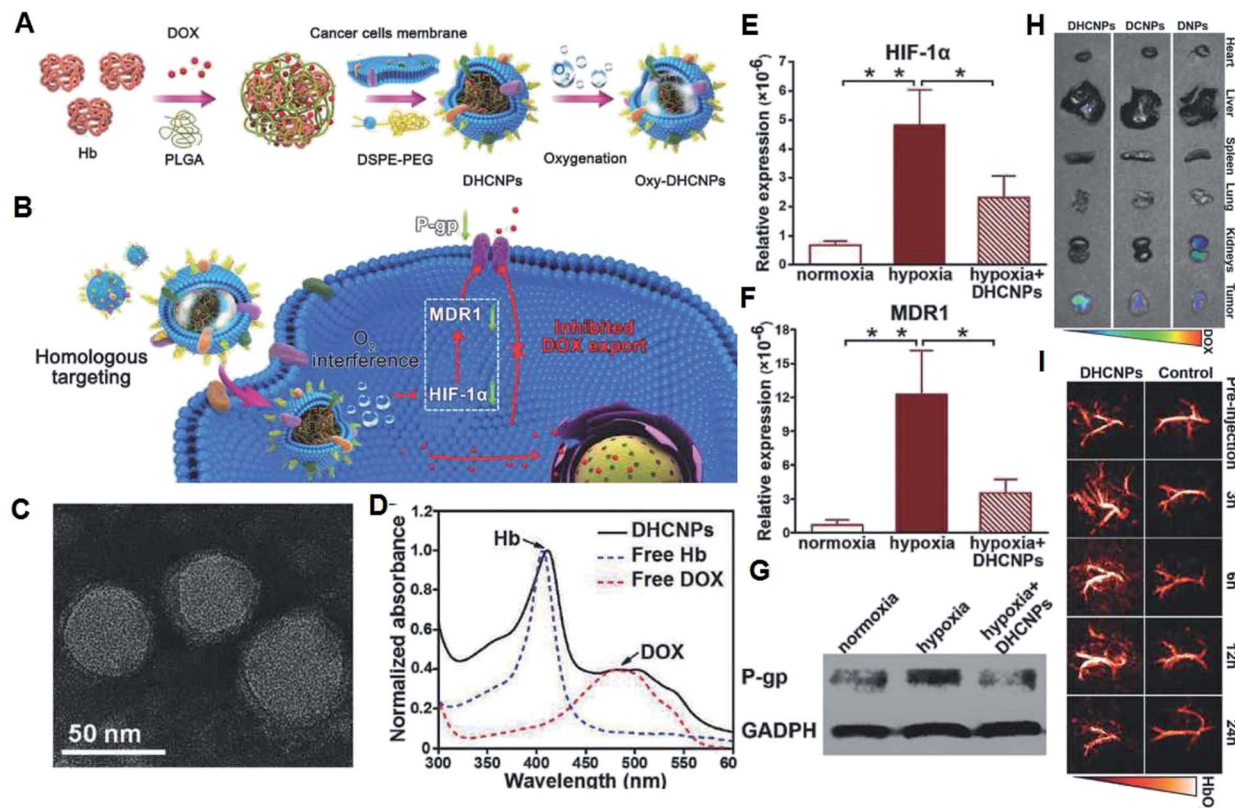 A
DOX
Cancer cells membrane
O2
Hb
PLGA
DSPE-PEG
DHCNPs
Oxygenation
Oxy-DHCNPs
B
P-gp
MDR1
O2
interference
HIF-1α
Inhibited
DOX export
Homologous
targeting
C
50 nm
D
Normalized absorbance
1.2
1.0
0.8
0.6
0.4
0.2
0
Hb
DHCNPs
Free Hb
Free DOX
DOX
300 350 400 450 500 550 60
Wavelength (nm)
E
HIF-1α
Relative expression (×10-6)
7
6
5
4
3
2
1
0
* *
*
normoxia
hypoxia
hypoxia+
DHCNPs
F
MDR1
Relative expression (×10-6)
18
15
12
9
6
3
0
* *
*
normoxia
hypoxia
hypoxia+
DHCNPs
G
normoxia
hypoxia
hypoxia+
DHCNPs
P-gp
GADPH
H
DHCNPs DCNPs DNPs
Heart
Liver
Spleen
Lung
Kidneys
Tumor
DOX
I
DHCNPs Control
Pre-injection
3h
6h
12h
24h
HbO